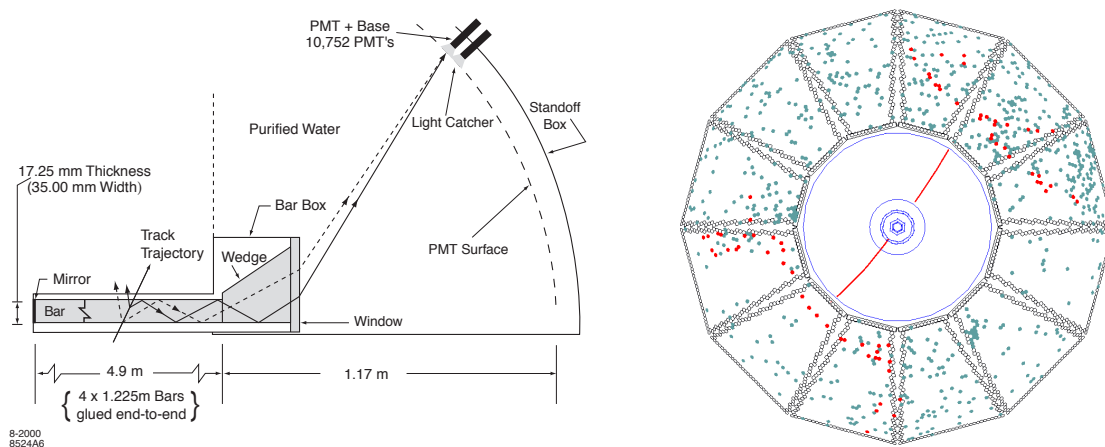 PMT + Base
10,752 PMT's
Purified Water
Light Catcher
Standoff
Box
17.25 mm Thickness
(35.00 mm Width)
Bar Box
Track
Trajectory
Wedge
PMT Surface
Mirror
Bar
Window
4.9 m
1.17 m
{ 4 x 1.225m Bars }
glued end-to-end
8-2000
8524A6